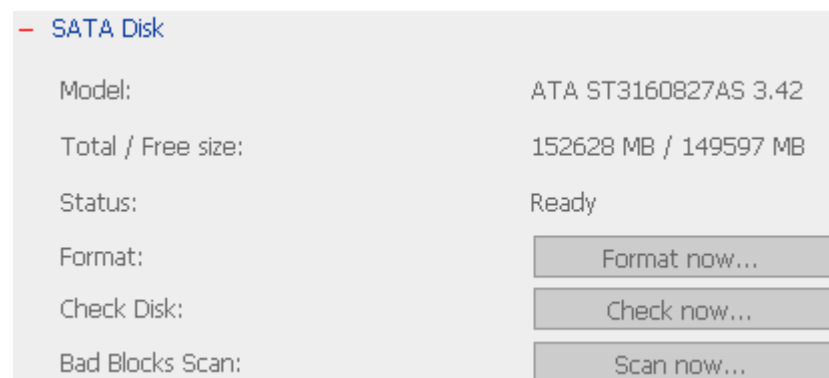 – SATA Disk
Model: ATA ST3160827AS 3.42
Total / Free size: 152628 MB / 149597 MB
Status: Ready
Format: Format now...
Check Disk: Check now...
Bad Blocks Scan: Scan now...